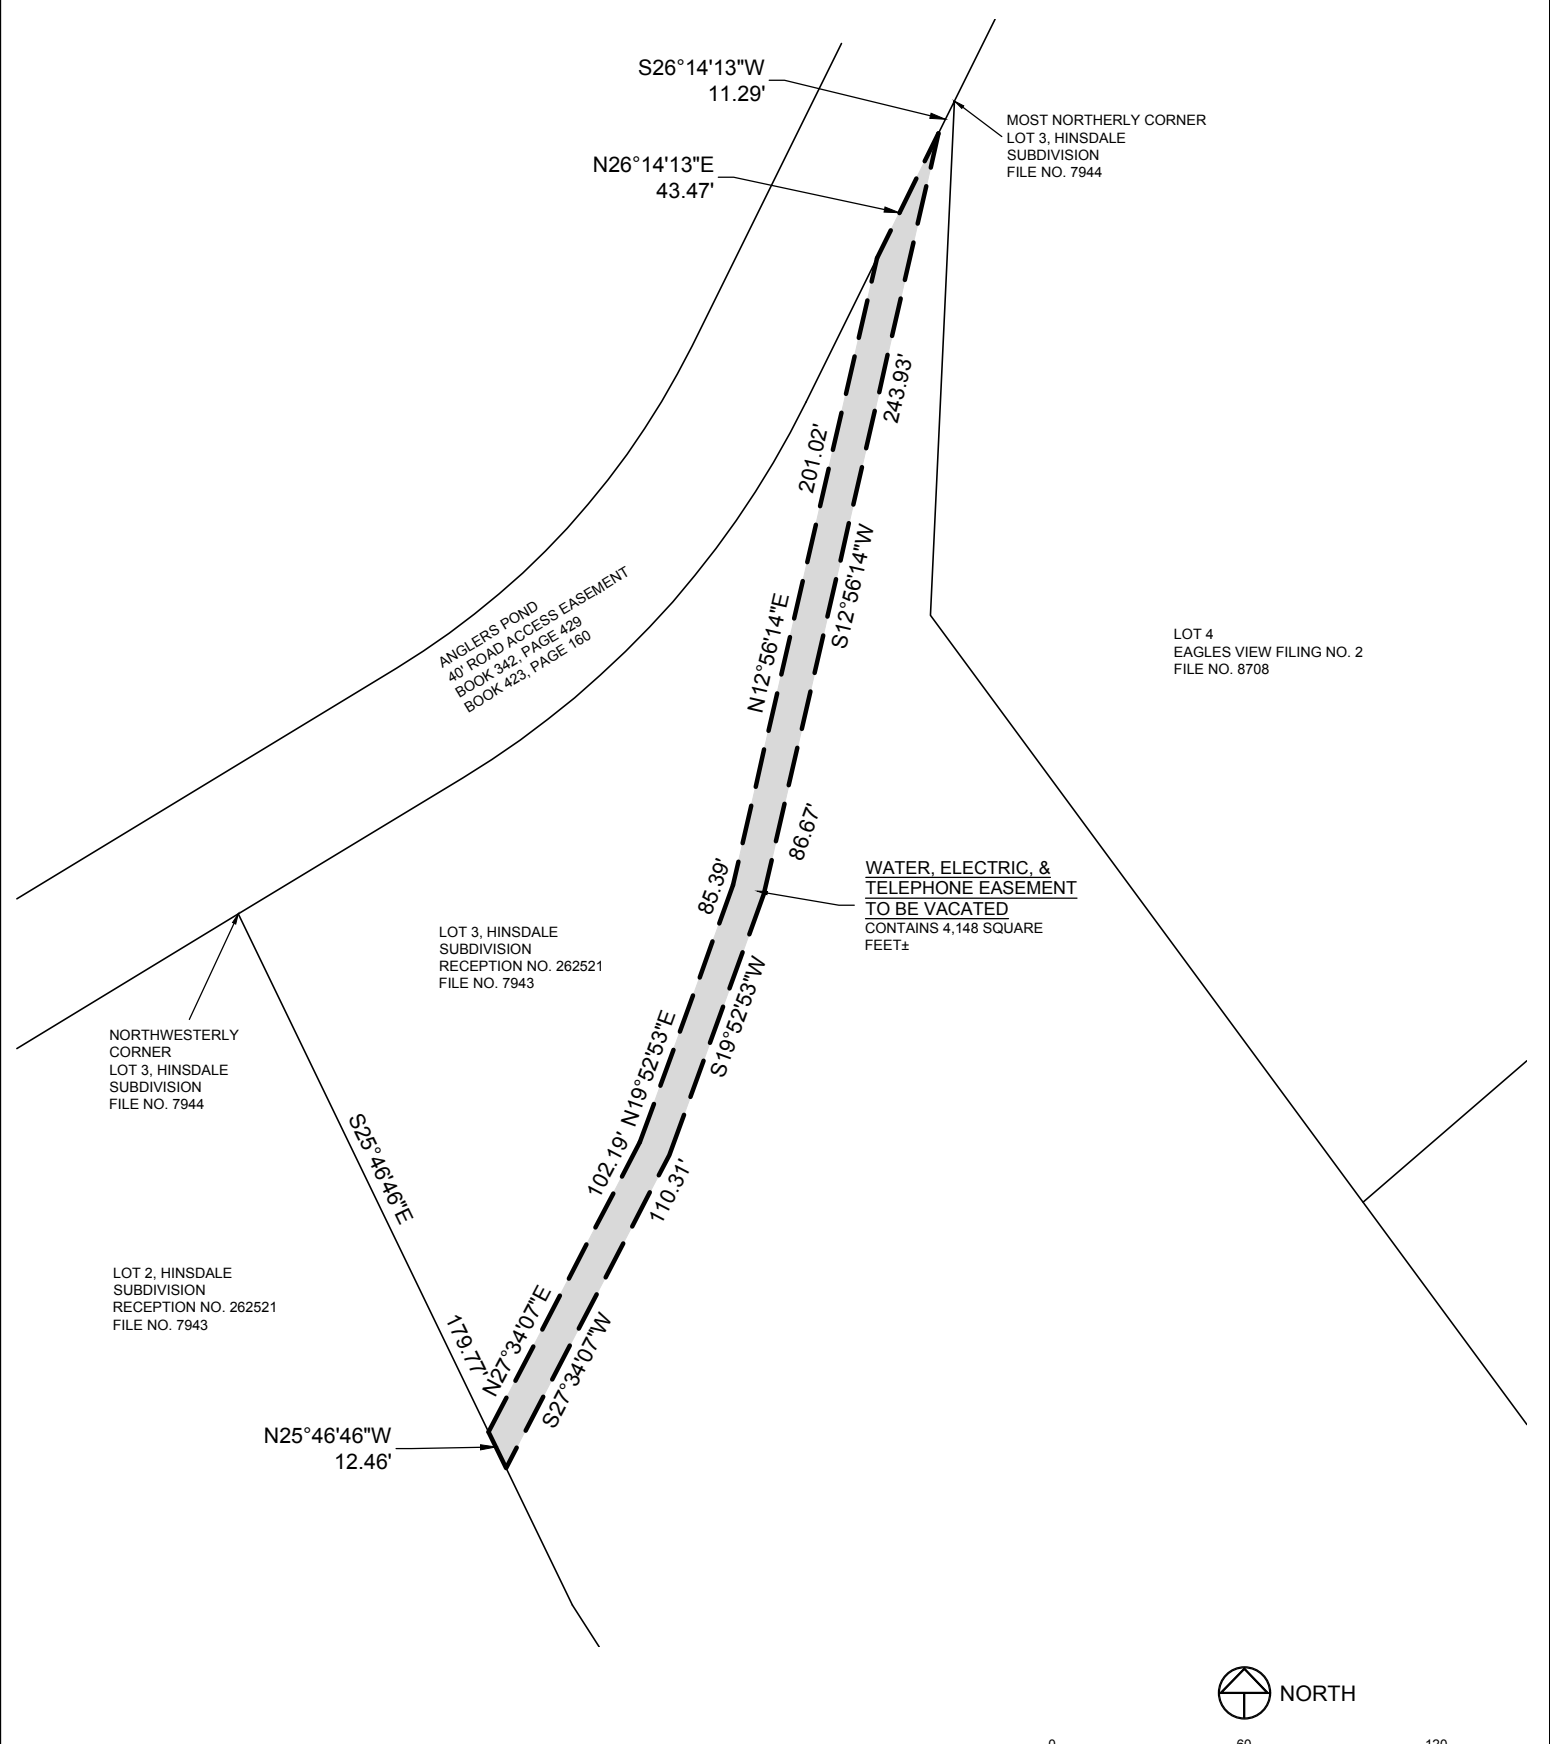 S26°14'13"W
11.29'
MOST NORTHERLY CORNER
LOT 3, HINSDALE
SUBDIVISION
FILE NO. 7944
N26°14'13"E
43.47'
243.93'
201.02'
S12°56'14"W
N12°56'14"E
ANGLERS POND
40' ROAD ACCESS EASEMENT
BOOK 342, PAGE 429
BOOK 423, PAGE 160
LOT 4
EAGLES VIEW FILING NO. 2
FILE NO. 8708
86.67'
85.39'
WATER, ELECTRIC, &
TELEPHONE EASEMENT
TO BE VACATED
CONTAINS 4,148 SQUARE
FEET±
LOT 3, HINSDALE
SUBDIVISION
RECEPTION NO. 262521
FILE NO. 7943
S19°52'53"W
N19°52'53"E
NORTHWESTERLY
CORNER
LOT 3, HINSDALE
SUBDIVISION
FILE NO. 7944
102.19'
110.31'
S25°46'46"E
179.77'
LOT 2, HINSDALE
SUBDIVISION
RECEPTION NO. 262521
FILE NO. 7943
N27°34'07"E
S27°34'07"W
N25°46'46"W
12.46'
NORTH
0 60 120